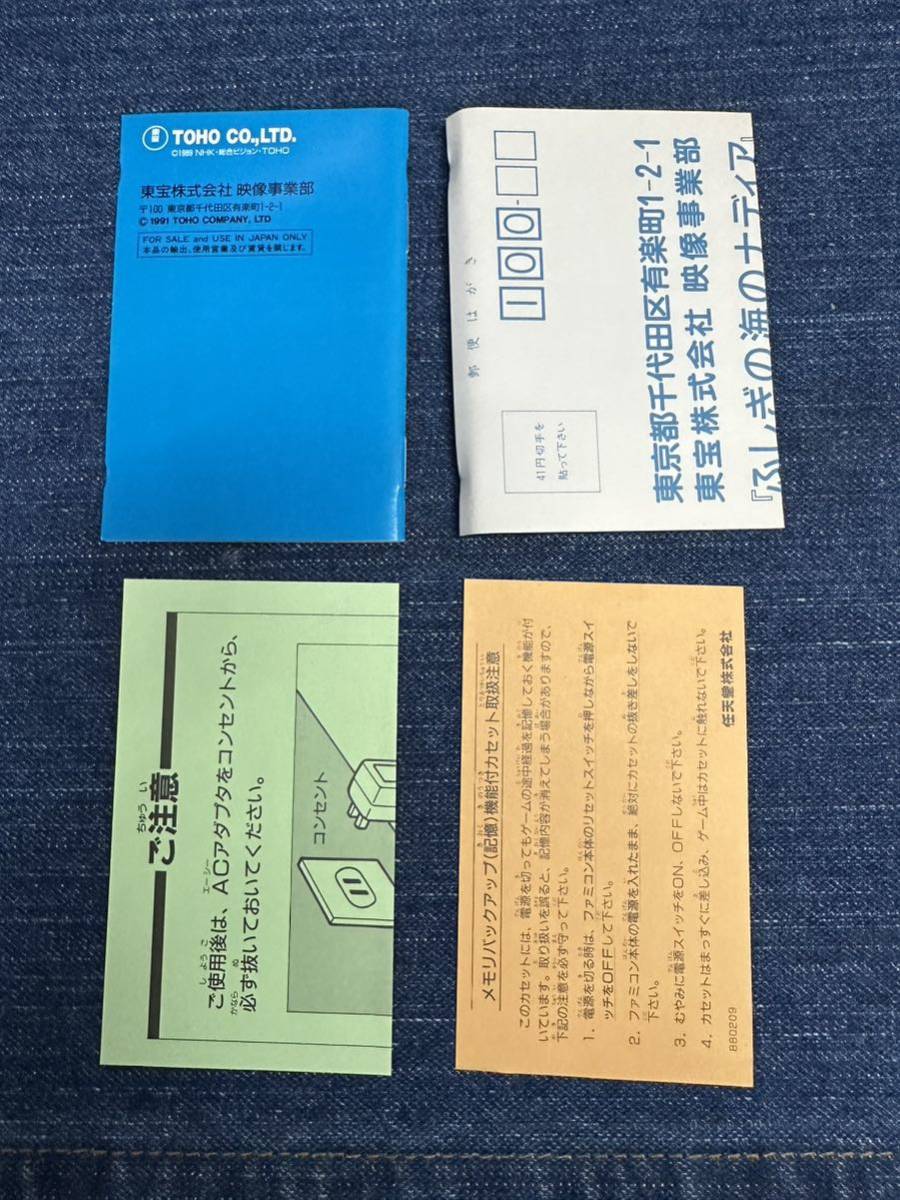 東宝 TOHO CO.,LTD.
©1989 NHK・総合ビジョン・TOHO
東宝株式会社 映像事業部
〒100 東京都千代田区有楽町1-2-1
© 1991 TOHO COMPANY, LTD
FOR SALE and USE IN JAPAN ONLY
本品の輸出、使用営業及び賃貸を禁じます。
郵便はがき
100-
41円切手を
貼って下さい
東京都千代田区有楽町1-2-1
東宝株式会社 映像事業部
『ふしぎの海のナディア』
ちゅう い
ご注意
しようご エーシー
ご使用後は、ACアダプタをコンセントから、
かなら ぬ
必ず抜いておいてください。
コンセント
メモリバックアップ(記憶)機能付カセット取扱注意
このカセットには、電源を切ってもゲームの途中経過を記憶しておく機能が付
いています。取り扱いを誤ると、記憶内容が消えてしまう場合がありますので、
下記の注意を必ず守って下さい。
1. 電源を切る時は、ファミコン本体のリセットスイッチを押しながら電源スイ
ッチをOFFして下さい。
2. ファミコン本体の電源を入れたまま、絶対にカセットの抜き差しをしないで
下さい。
3. むやみに電源スイッチをON、OFFしないで下さい。
4. カセットはまっすぐに差し込み、ゲーム中はカセットに触れないで下さい。
880209
任天堂株式会社